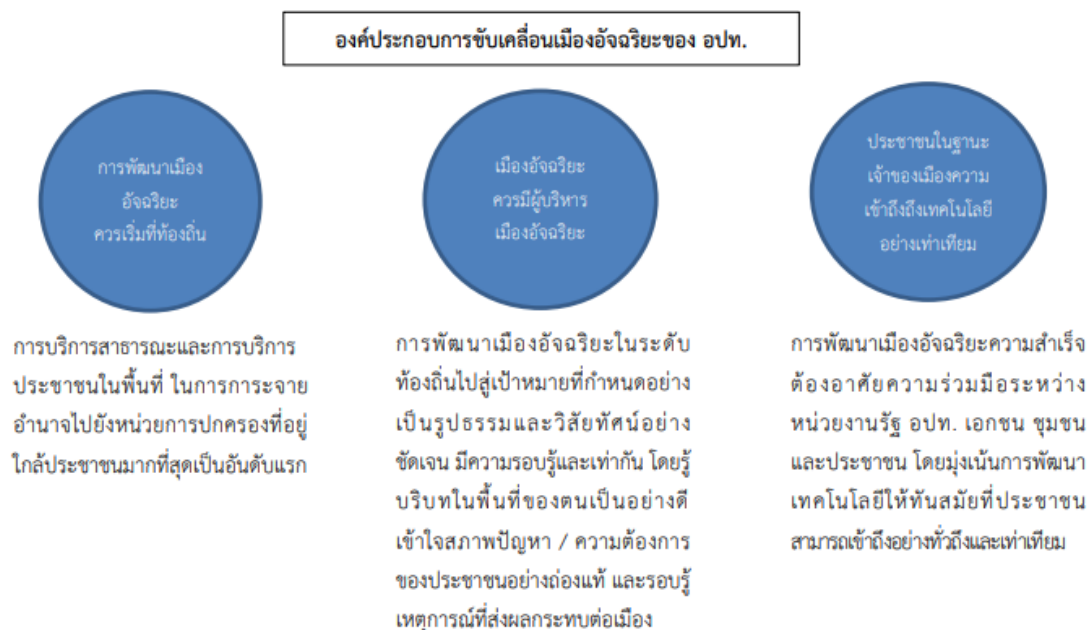 องค์ประกอบการขับเคลื่อนเมืองอัจฉริยะของ อปท.
การพัฒนาเมือง
อัจฉริยะ
ควรเริ่มที่ท้องถิ่น
การบริการสาธารณะและการบริการ
ประชาชนในพื้นที่ ในการการะจาย
อำนาจไปยังหน่วยการปกครองที่อยู่
ใกล้ประชาชนมากที่สุดเป็นอันดับแรก
เมืองอัจฉริยะ
ควรมีผู้บริหาร
เมืองอัจฉริยะ
การพัฒนาเมืองอัจฉริยะในระดับ
ท้องถิ่นไปสู่เป้าหมายที่กำหนดอย่าง
เป็นรูปธรรมและวิสัยทัศน์อย่าง
ชัดเจน มีความรอบรู้และเท่ากัน โดยรู้
บริบทในพื้นที่ของตนเป็นอย่างดี
เข้าใจสภาพปัญหา / ความต้องการ
ของประชาชนอย่างถ่องแท้ และรอบรู้
เหตุการณ์ที่ส่งผลกระทบต่อเมือง
ประชาชนในฐานะ
เจ้าของเมืองความ
เข้าถึงถึงเทคโนโลยี
อย่างเท่าเทียม
การพัฒนาเมืองอัจฉริยะความสำเร็จ
ต้องอาศัยความร่วมมือระหว่าง
หน่วยงานรัฐ อปท. เอกชน ชุมชน
และประชาชน โดยมุ่งเน้นการพัฒนา
เทคโนโลยีให้ทันสมัยที่ประชาชน
สามารถเข้าถึงอย่างทั่วถึงและเท่าเทียม